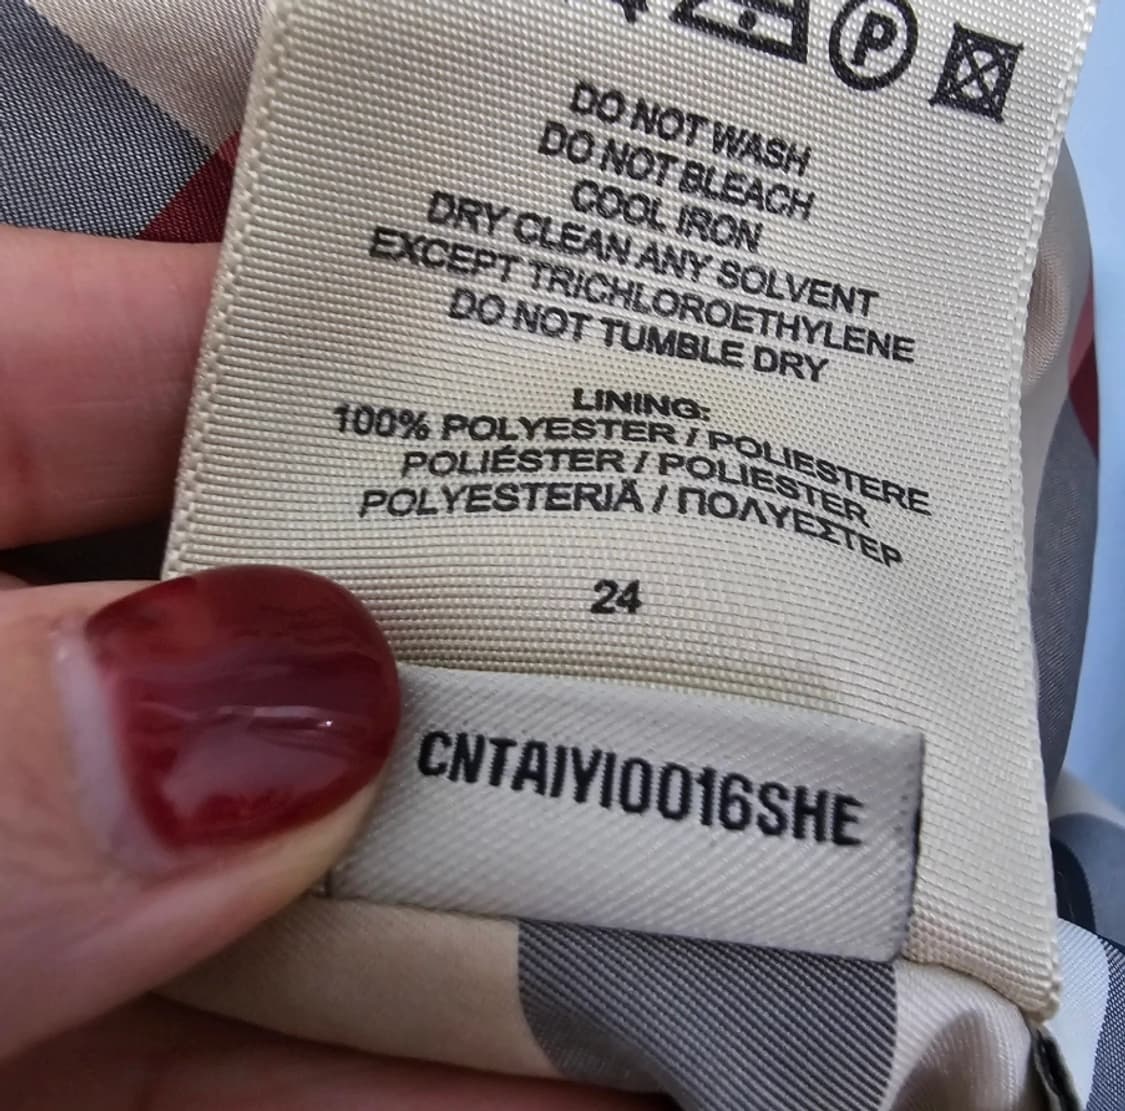 P
DO NOT WASH
DO NOT BLEACH
COOL IRON
DRY CLEAN ANY SOLVENT
EXCEPT TRICHLOROETHYLENE
DO NOT TUMBLE DRY
LINING:
100% POLYESTER / POLIESTERE
POLIÉSTER / POLIESTER
POLYESTERIÄ / ΠΟΛΥΕΣΤΕΡ
24
CNTAIYI0016SHE